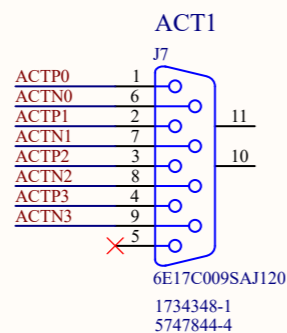 ACT1
J7
ACTP0 1
ACTN0 6
ACTP1 2
11
ACTN1 7
ACTP2 3
10
ACTN2 8
ACTP3 4
ACTN3 9
5
6E17C009SAJ120
1734348-1
5747844-4